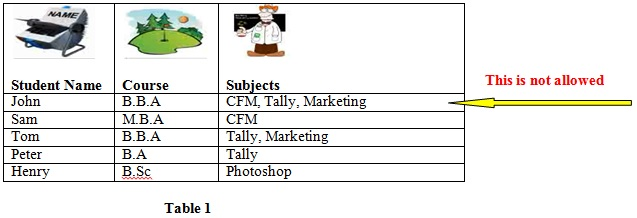 NAME
Student Name Course Subjects
John B.B.A CFM, Tally, Marketing
This is not allowed
Sam M.B.A CFM
Tom B.B.A Tally, Marketing
Peter B.A Tally
Henry B.Sc Photoshop
Table 1